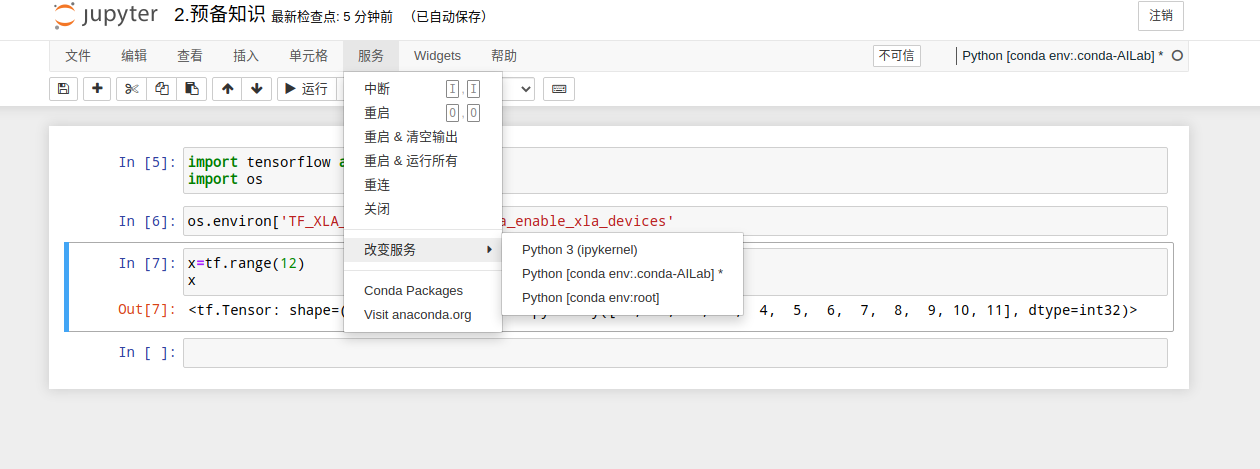 jupyter 2.预备知识 最新检查点: 5 分钟前 (已自动保存) 注销
文件 编辑 查看 插入 单元格 服务 Widgets 帮助 不可信 Python [conda env:.conda-AILab] *
运行
中断 I,I
重启 0,0
重启 & 清空输出
重启 & 运行所有
重连
关闭
改变服务
Conda Packages
Visit anaconda.org
Python 3 (ipykernel)
Python [conda env:.conda-AILab] *
Python [conda env:root]
In [5]: import tensorflow
import os
In [6]: os.environ['TF_XLA_ enable_xla_devices'
In [7]: x=tf.range(12)
x
Out[7]: <tf.Tensor: shape=( 4, 5, 6, 7, 8, 9, 10, 11], dtype=int32)>
In [ ]: